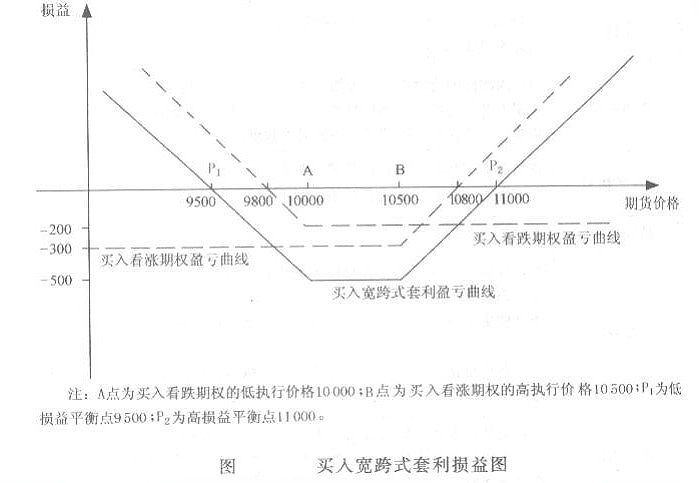 损益
P₁
A
B
P₂
9500
9800
10000
10500
10800
11000
期货价格
-200
-300
-500
买入看涨期权盈亏曲线
买入看跌期权盈亏曲线
买入宽跨式套利盈亏曲线
注：A点为买入看跌期权的低执行价格10000；B点为买入看涨期权的高执行价格10500；P₁为低
损益平衡点9500；P₂为高损益平衡点11000。
图 买入宽跨式套利损益图